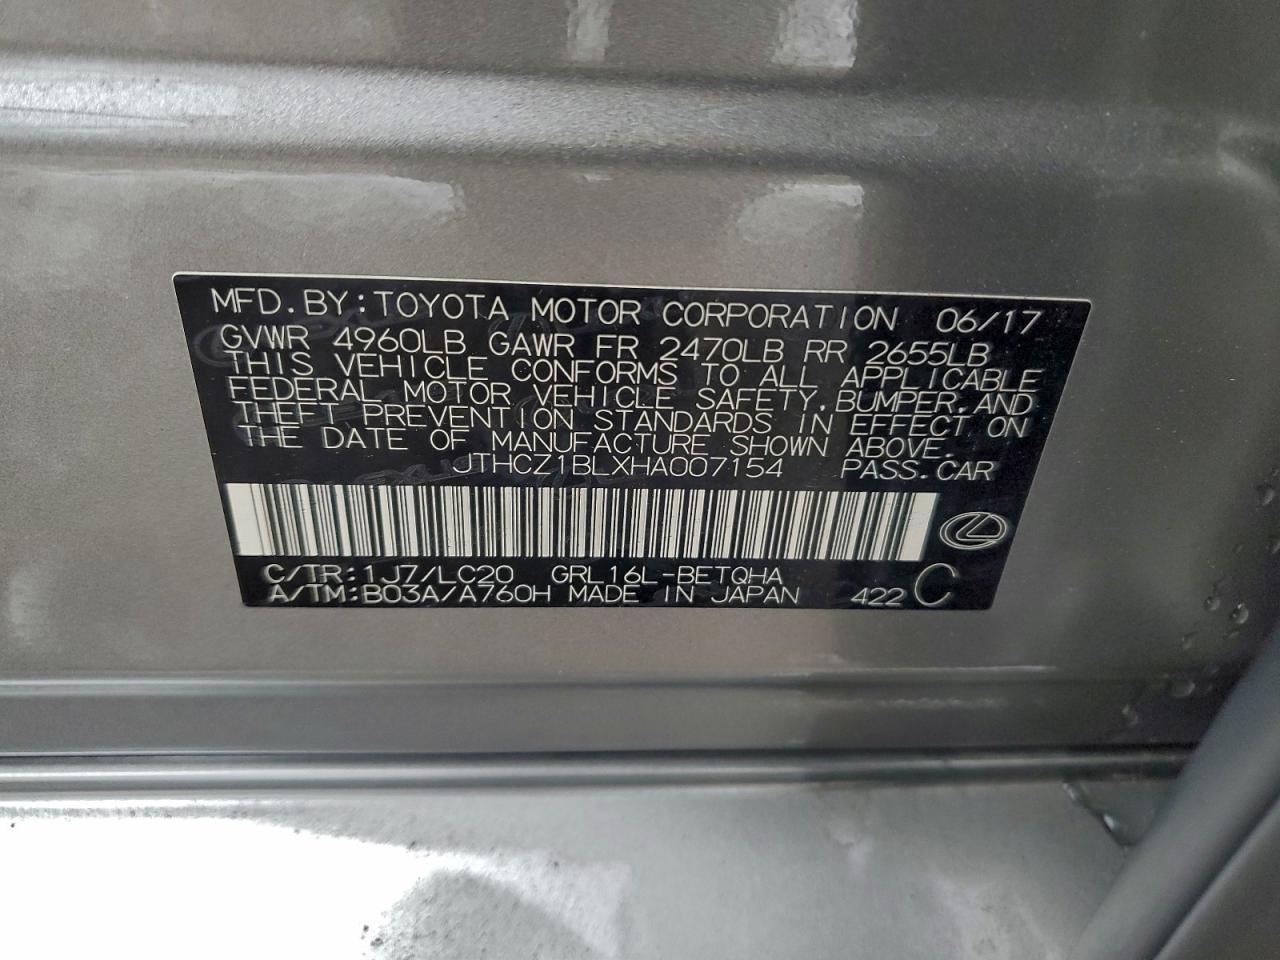 MFD.BY:TOYOTA MOTOR CORPORATION 06/17
GVWR 4960LB GAWR FR 2470LB RR 2655LB
THIS VEHICLE CONFORMS TO ALL APPLICABLE
FEDERAL MOTOR VEHICLE SAFETY,BUMPER,AND
THEFT PREVENTION STANDARDS IN EFFECT ON
THE DATE OF MANUFACTURE SHOWN ABOVE.
JTHCZ1BLXHA007154 PASS.CAR
C/TR:1J7/LC20 GRL16L-BETQHA
A/TM:B03A/A760H MADE IN JAPAN 422 C